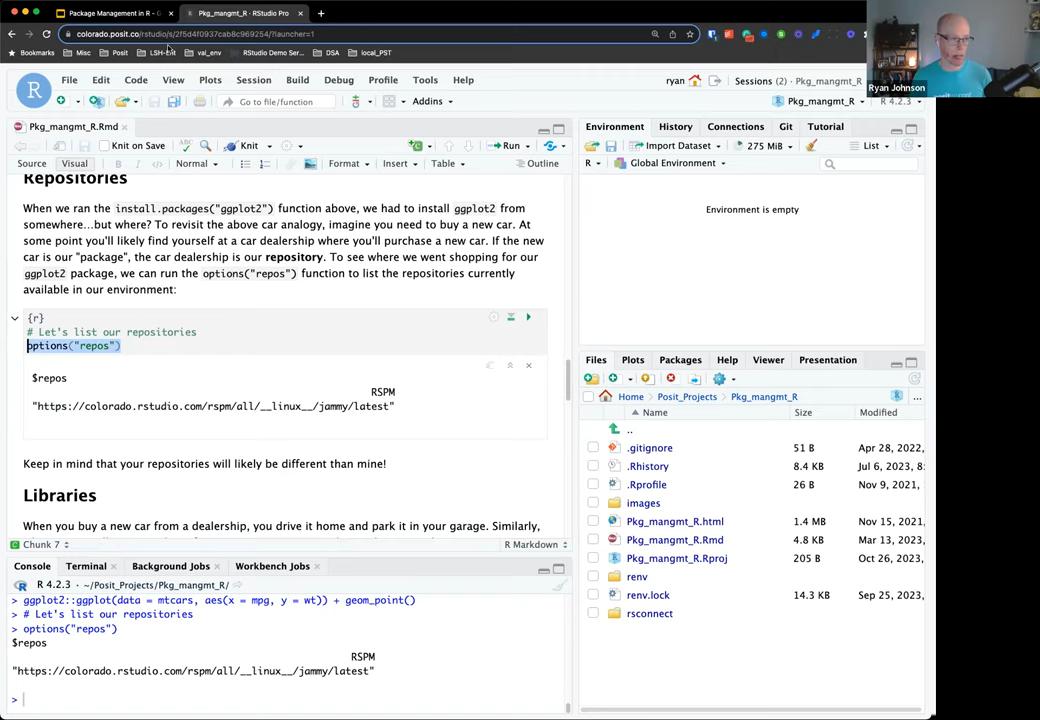 Package Management in R - G
Pkg_mangmt_R - RStudio Pro
colorado.posit.co/rstudio/s/2f5d4f0937cab8c969254/?launcher=1
Bookmarks Misc Posit LSH-Int val_env RStudio Demo Ser... DSA local_PST
Ryan Johnson
R File Edit Code View Plots Session Build Debug Profile Tools Help
ryan Sessions (2) Pkg_mangmt_R
Go to file/function Addins
Pkg_mangmt_R R 4.2.3
Pkg_mangmt_R.Rmd
Knit on Save ABC Knit Run
Source Visual B I Normal Format Insert Table Outline
Repositories
When we ran the install.packages("ggplot2") function above, we had to install ggplot2 from
somewhere...but where? To revisit the above car analogy, imagine you need to buy a new car. At
some point you'll likely find yourself at a car dealership where you'll purchase a new car. If the new
car is our "package", the car dealership is our repository. To see where we went shopping for our
ggplot2 package, we can run the options("repos") function to list the repositories currently
available in our environment:
{r}
# Let's list our repositories
options("repos")
$repos
RSPM
"https://colorado.rstudio.com/rspm/all/__linux__/jammy/latest"
Keep in mind that your repositories will likely be different than mine!
Libraries
When you buy a new car from a dealership, you drive it home and park it in your garage. Similarly,
Chunk 7 R Markdown
Console Terminal Background Jobs Workbench Jobs
R 4.2.3 · ~/Posit_Projects/Pkg_mangmt_R/
> ggplot2::ggplot(data = mtcars, aes(x = mpg, y = wt)) + geom_point()
> # Let's list our repositories
> options("repos")
$repos
RSPM
"https://colorado.rstudio.com/rspm/all/__linux__/jammy/latest"
>
Environment History Connections Git Tutorial
Import Dataset 275 MiB List
R Global Environment
Environment is empty
Files Plots Packages Help Viewer Presentation
Home Posit_Projects Pkg_mangmt_R ...
Name Size Modified
..
.gitignore 51 B Apr 28, 2022,
.Rhistory 8.4 KB Jul 6, 2023, 8:
.Rprofile 26 B Nov 9, 2021,
images
Pkg_mangmt_R.html 1.4 MB Nov 15, 2021,
Pkg_mangmt_R.Rmd 4.8 KB Mar 13, 2023,
Pkg_mangmt_R.Rproj 205 B Oct 26, 2023,
renv
renv.lock 14.3 KB Sep 25, 2023,
rsconnect